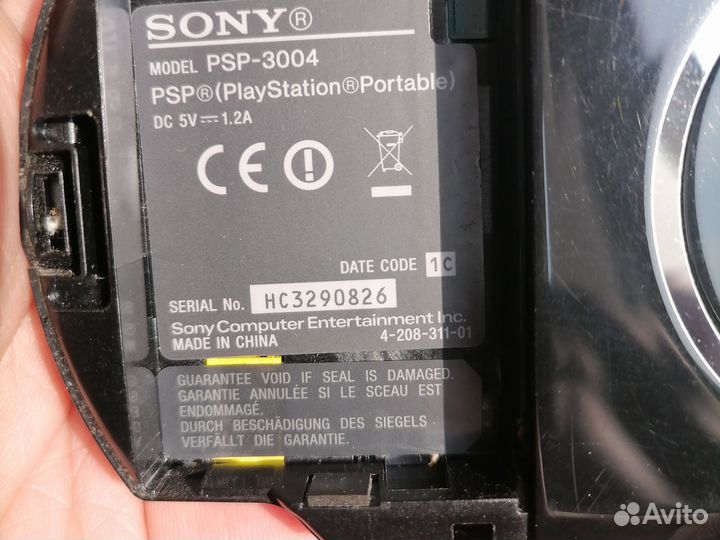 SONY®
MODEL PSP-3004
PSP®(PlayStation®Portable)
DC 5V⎓1.2A
CE
DATE CODE 1C
SERIAL No. HC3290826
Sony Computer Entertainment Inc.
MADE IN CHINA 4-208-311-01
GUARANTEE VOID IF SEAL IS DAMAGED.
GARANTIE ANNULÉE SI LE SCEAU EST
ENDOMMAGÉ.
DURCH BESCHÄDIGUNG DES SIEGELS
VERFÄLLT DIE GARANTIE.
Avito